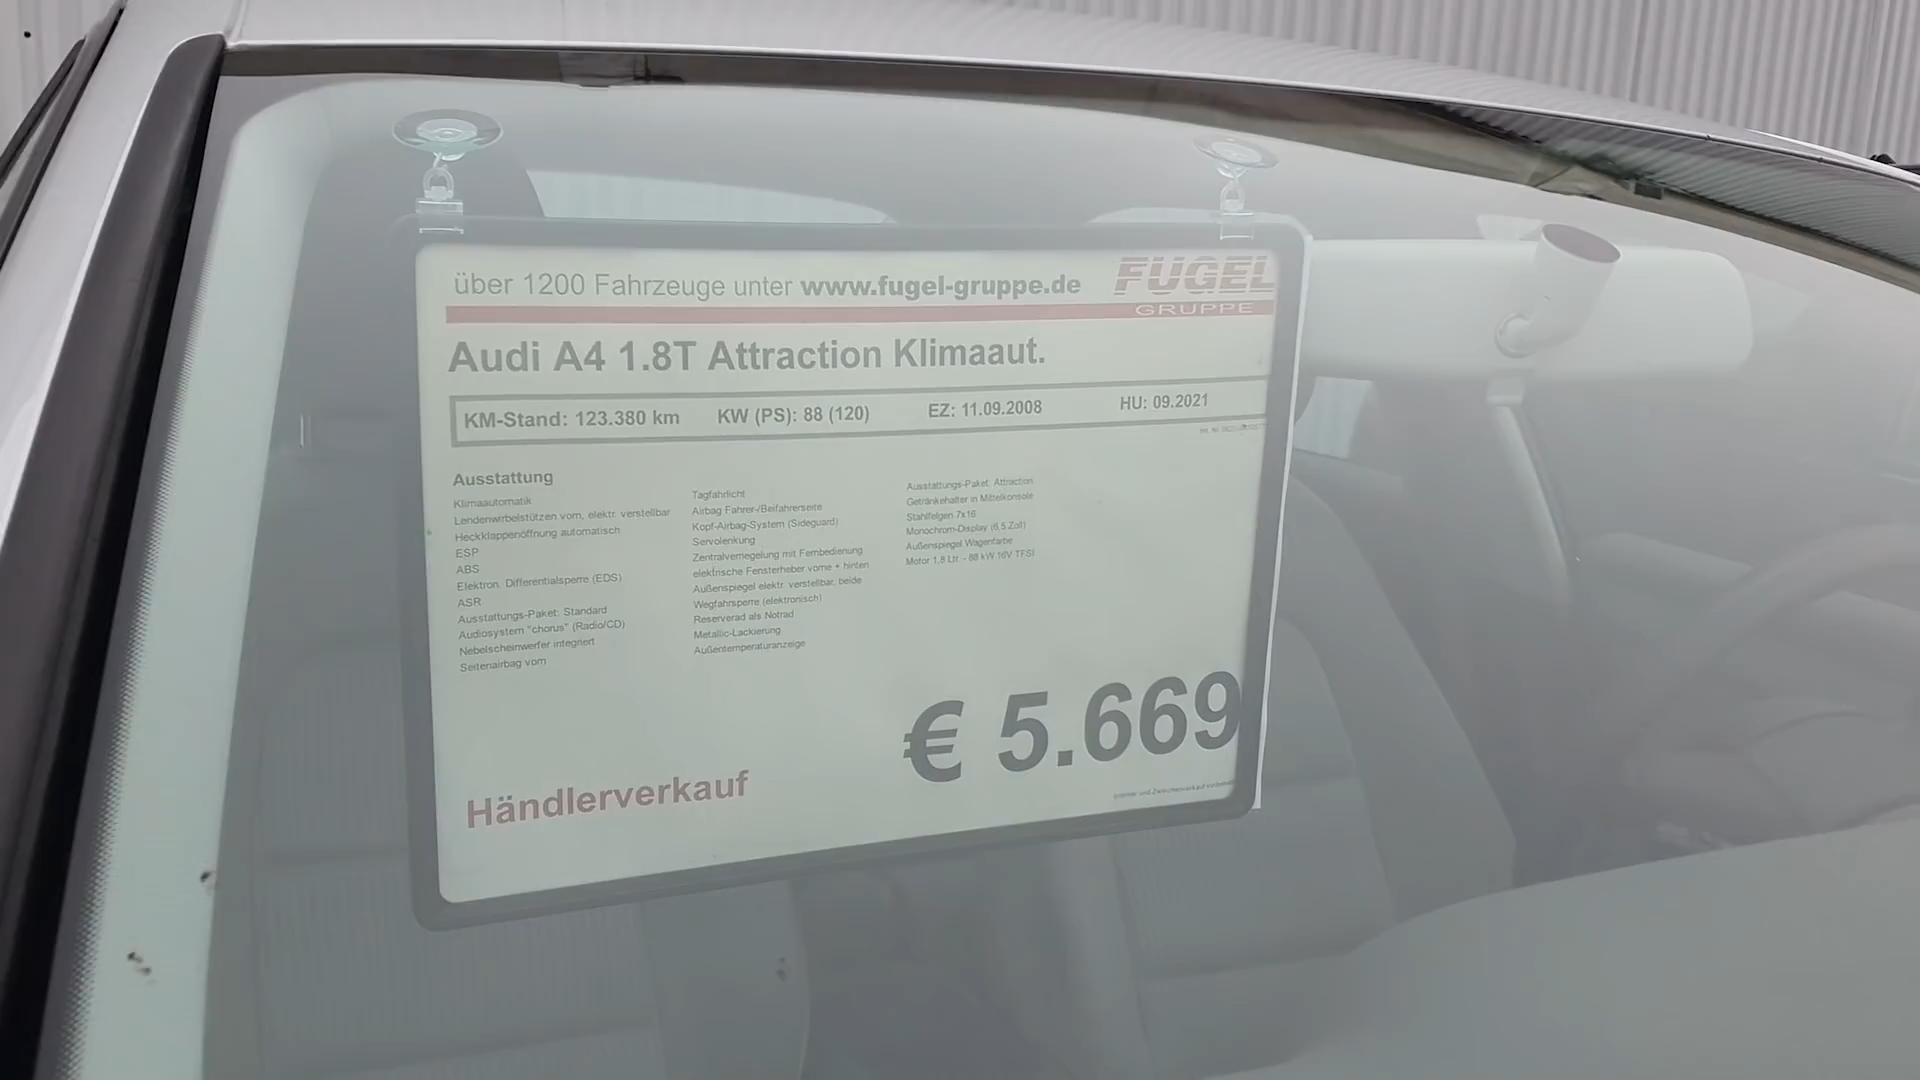 über 1200 Fahrzeuge unter www.fugel-gruppe.de
FUGEL
GRUPPE
Audi A4 1.8T Attraction Klimaaut.
KM-Stand: 123.380 km KW (PS): 88 (120) EZ: 11.09.2008 HU: 09.2021
Ausstattung
Klimaautomatik
Lendenwirbelstützen vorn, elektr. verstellbar
Heckklappenöffnung automatisch
ESP
ABS
Elektron. Differentialsperre (EDS)
ASR
Ausstattungs-Paket: Standard
Audiosystem "chorus" (Radio/CD)
Nebelscheinwerfer integriert
Seitenairbag vorn
Tagfahrlicht
Airbag Fahrer-/Beifahrerseite
Kopf-Airbag-System (Sideguard)
Servolenkung
Zentralverriegelung mit Fernbedienung
elektrische Fensterheber vorne + hinten
Außenspiegel elektr. verstellbar, beide
Wegfahrsperre (elektronisch)
Reserverad als Notrad
Metallic-Lackierung
Außentemperaturanzeige
Ausstattungs-Paket: Attraction
Getränkehalter in Mittelkonsole
Stahlfelgen 7x16
Monochrom-Display (6,5 Zoll)
Außenspiegel Wagenfarbe
Motor 1,8 Ltr. - 88 kW 16V TFSI
€ 5.669
Händlerverkauf
und Zwischenverkauf